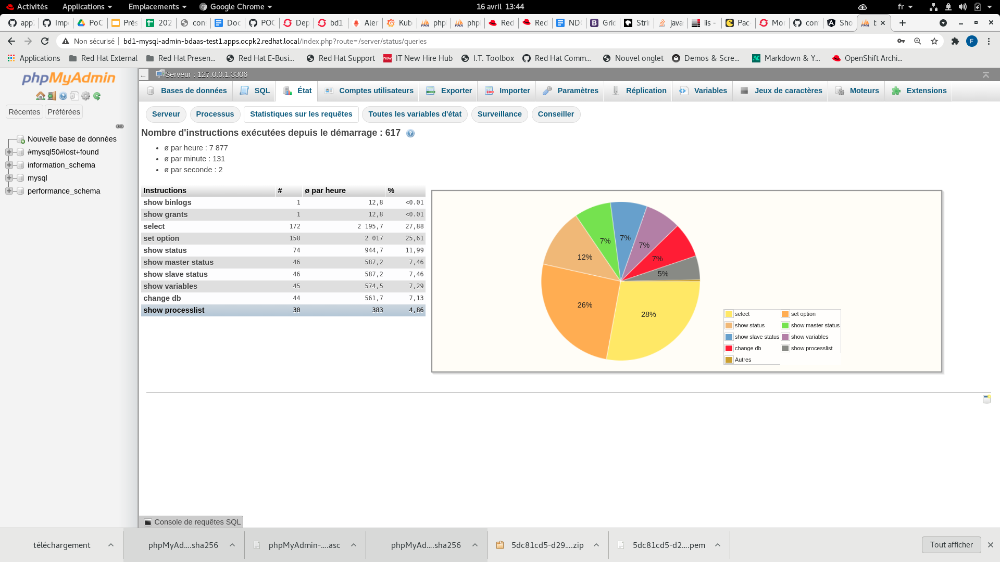 Activités Applications Emplacements Google Chrome 16 avril 13:44 fr
app PoC Prés 202 con Doc POC Dep bd1 Aler Kub php php Red Red NDC Grid Strin java iis - Pac- Mon com Sho
Non sécurisé bd1-mysql-admin-bdaas-test1.apps.ocpk2.redhat.local/index.php?route=/server/status/queries F
Applications Red Hat External Red Hat Presen... Red Hat E-Busi... Red Hat Support IT New Hire Hub I.T. Toolbox Red Hat Comm... Nouvel onglet Demos & Scre... Markdown & Y... OpenShift Archi...
phpMyAdmin
Récentes Préférées
Nouvelle base de données
#mysql50#lost+found
information_schema
mysql
performance_schema
Serveur : 127.0.0.1:3306
Bases de données SQL État Comptes utilisateurs Exporter Importer Paramètres Réplication Variables Jeux de caractères Moteurs Extensions
Serveur Processus Statistiques sur les requêtes Toutes les variables d'état Surveillance Conseiller
Nombre d'instructions exécutées depuis le démarrage : 617
• ø par heure : 7 877
• ø par minute : 131
• ø par seconde : 2
Instructions # ø par heure %
show binlogs 1 12,8 <0.01
show grants 1 12,8 <0.01
select 172 2 195,7 27,88
set option 158 2 017 25,61
show status 74 944,7 11,99
show master status 46 587,2 7,46
show slave status 46 587,2 7,46
show variables 45 574,5 7,29
change db 44 561,7 7,13
show processlist 30 383 4,86
7% 7% 7% 7% 5%
12%
26%
28%
select set option
show status show master status
show slave status show variables
change db show processlist
Autres
Console de requêtes SQL
téléchargement phpMyAd....sha256 phpMyAdmin-....asc phpMyAd....sha256 5dc81cd5-d29....zip 5dc81cd5-d2....pem Tout afficher